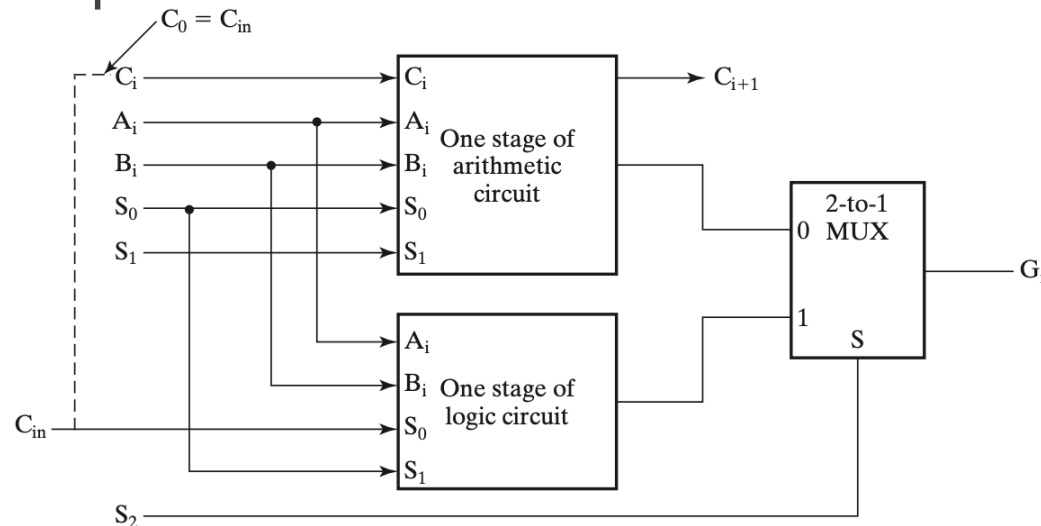 C₀ = Cᵢₙ
Cᵢ
Aᵢ
Bᵢ
S₀
S₁
Cᵢ
Aᵢ
Bᵢ
S₀
S₁
One stage of
arithmetic
circuit
Cᵢ₊₁
2-to-1
MUX
0
1
S
Gᵢ
Aᵢ
Bᵢ
S₀
S₁
One stage of
logic circuit
Cᵢₙ
S₂